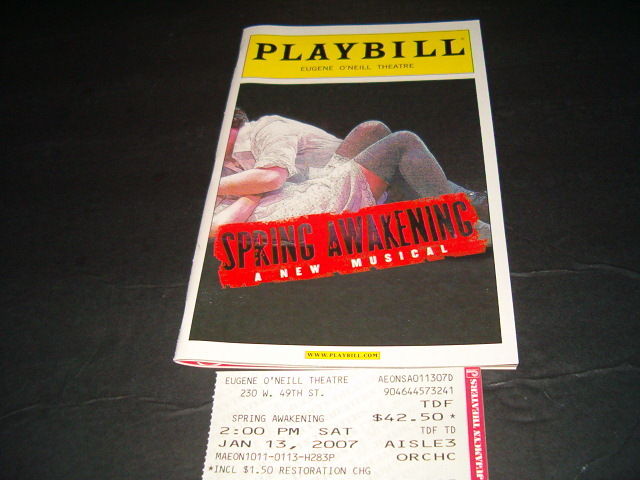 PLAYBILL
EUGENE O'NEILL THEATRE
SPRING AWAKENING
A NEW MUSICAL
WWW.PLAYBILL.COM
EUGENE O'NEILL THEATRE AEONSA011307D
230 W. 49TH ST. 904644573241
TDF
SPRING AWAKENING $42.50 *
2:00 PM SAT TDF TD
JAN 13, 2007 AISLE3
MAEON1011-0113-H283P ORCHC
*INCL $1.50 RESTORATION CHG
JUJAMCYN THEATERS